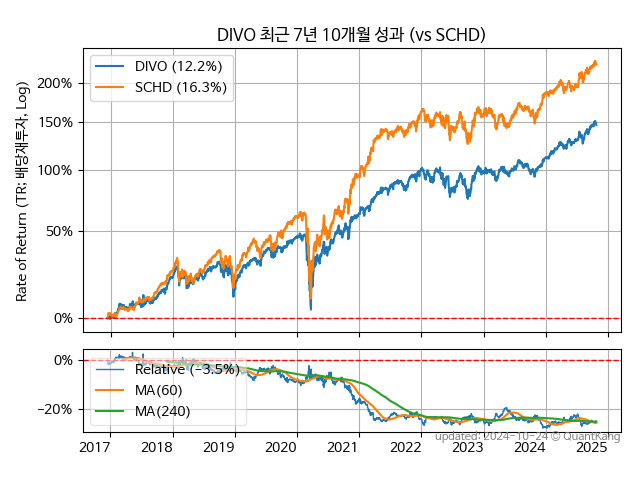 DIVO 최근 7년 10개월 성과 (vs SCHD)
Rate of Return (TR: 배당재투자, Log)
200%
150%
100%
50%
0%
DIVO (12.2%)
SCHD (16.3%)
0%
−20%
Relative (−3.5%)
MA(60)
MA(240)
2017 2018 2019 2020 2021 2022 2023 2024 2025
updated: 2024-10-24 © QuantKang